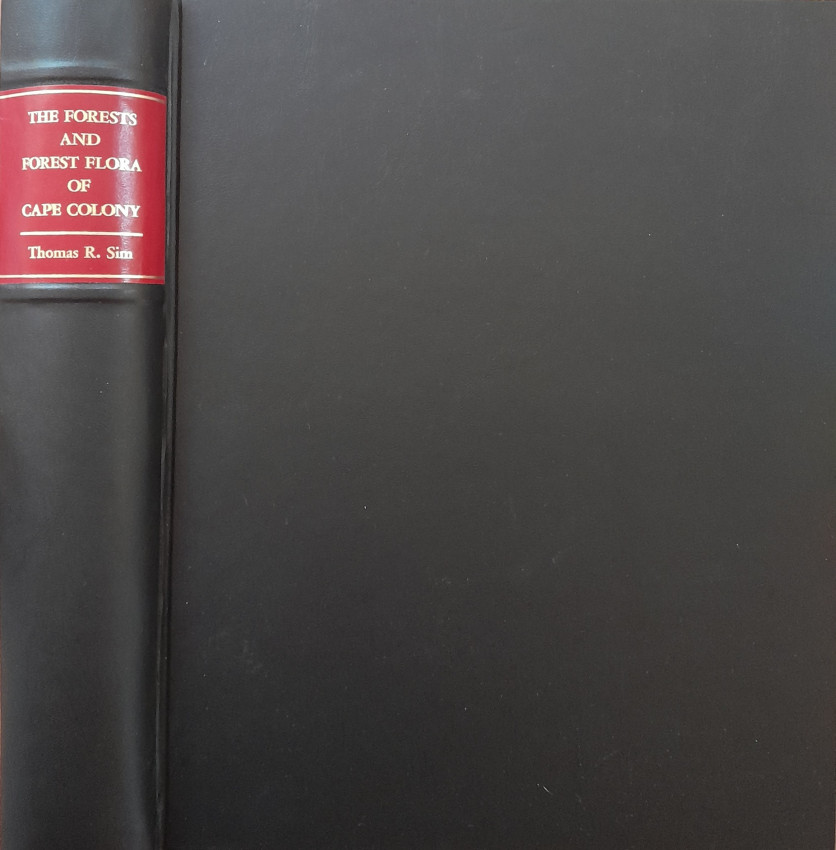 THE FORESTS
AND
FOREST FLORA
OF
CAPE COLONY
Thomas R. Sim